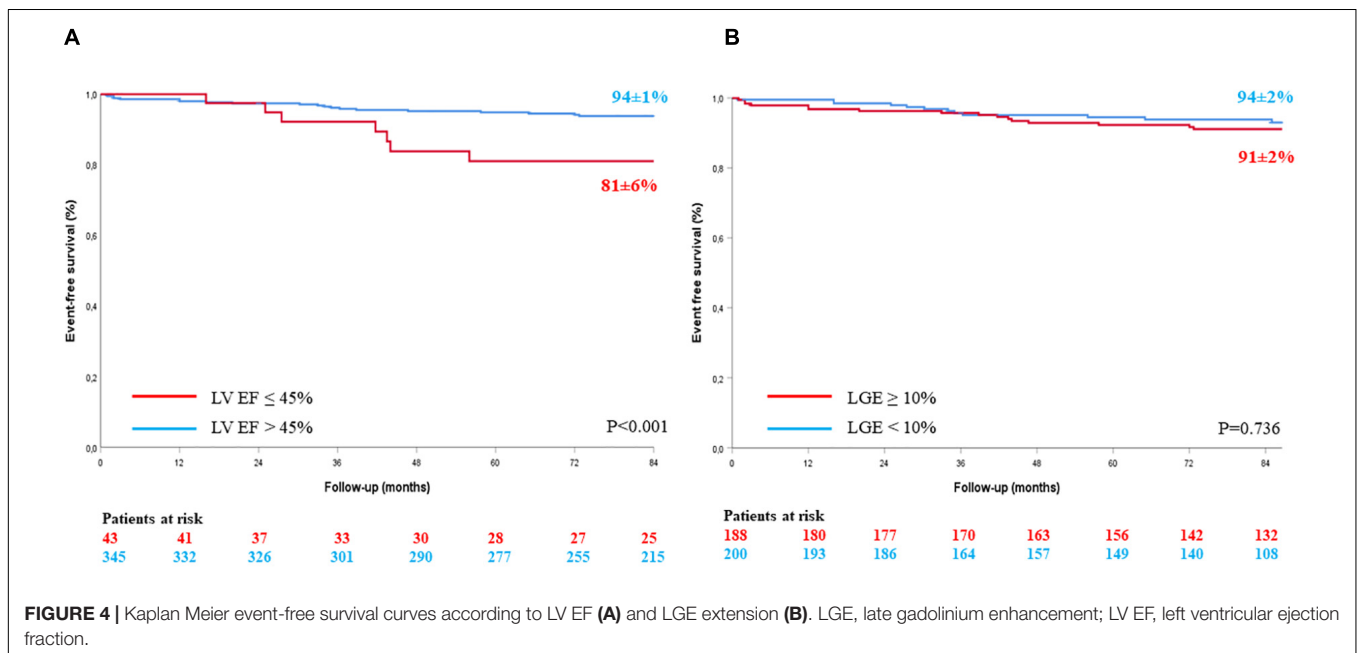 A
1,0
0,8
0,6
0,4
0,2
0,0
Event-free survival (%)
94±1%
81±6%
LV EF ≤ 45%
LV EF > 45%
P<0.001
0 12 24 36 48 60 72 84
Follow-up (months)
Patients at risk
43 41 37 33 30 28 27 25
345 332 326 301 290 277 255 215
B
1,0
0,8
0,6
0,4
0,2
0,0
Event free survival (%)
94±2%
91±2%
LGE ≥ 10%
LGE < 10%
P=0.736
0 12 24 36 48 60 72 84
Follow-up (months)
Patients at risk
188 180 177 170 163 156 142 132
200 193 186 164 157 149 140 108
FIGURE 4 | Kaplan Meier event-free survival curves according to LV EF (A) and LGE extension (B). LGE, late gadolinium enhancement; LV EF, left ventricular ejection
fraction.